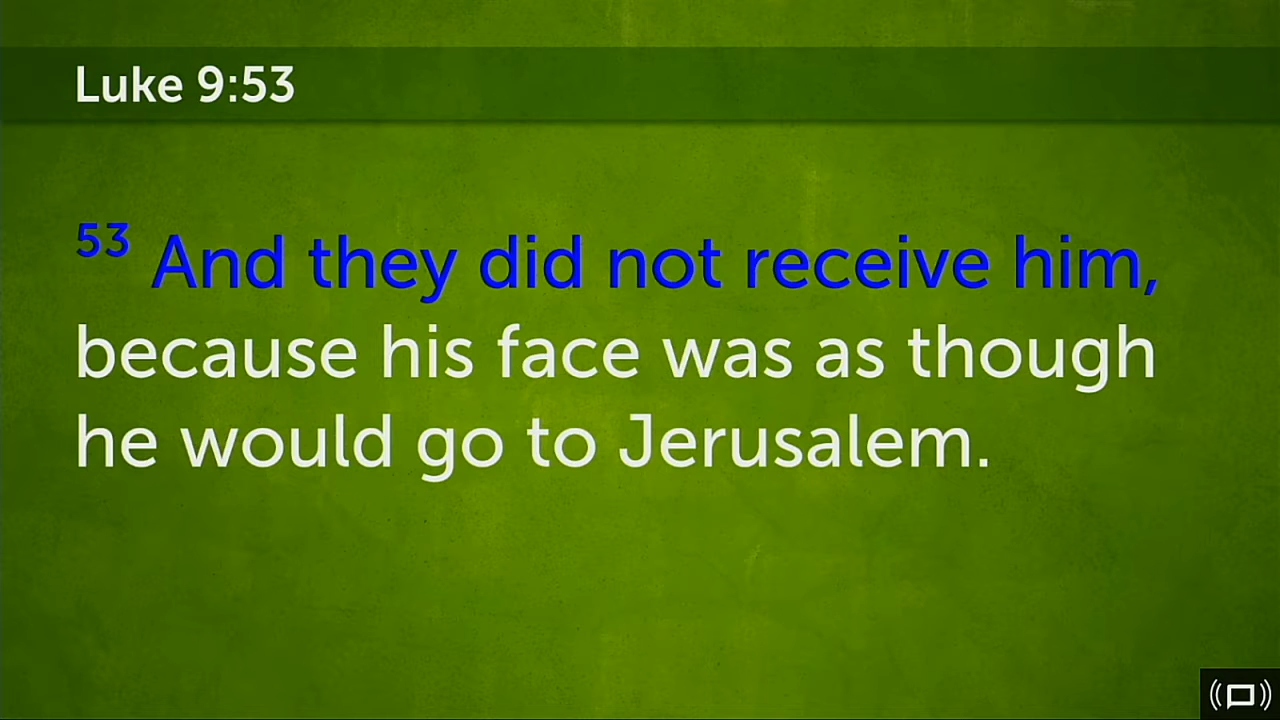 Luke 9:53
53 And they did not receive him,
because his face was as though
he would go to Jerusalem.